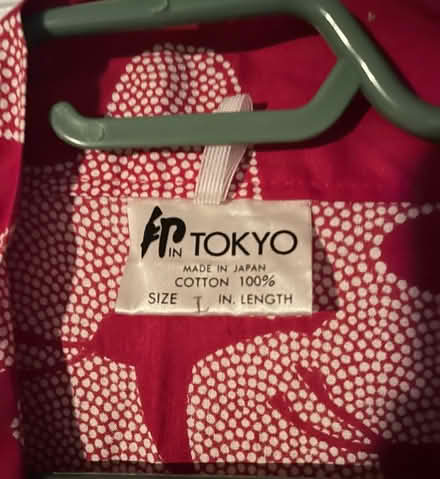 印 IN TOKYO
MADE IN JAPAN
COTTON 100%
SIZE L IN. LENGTH